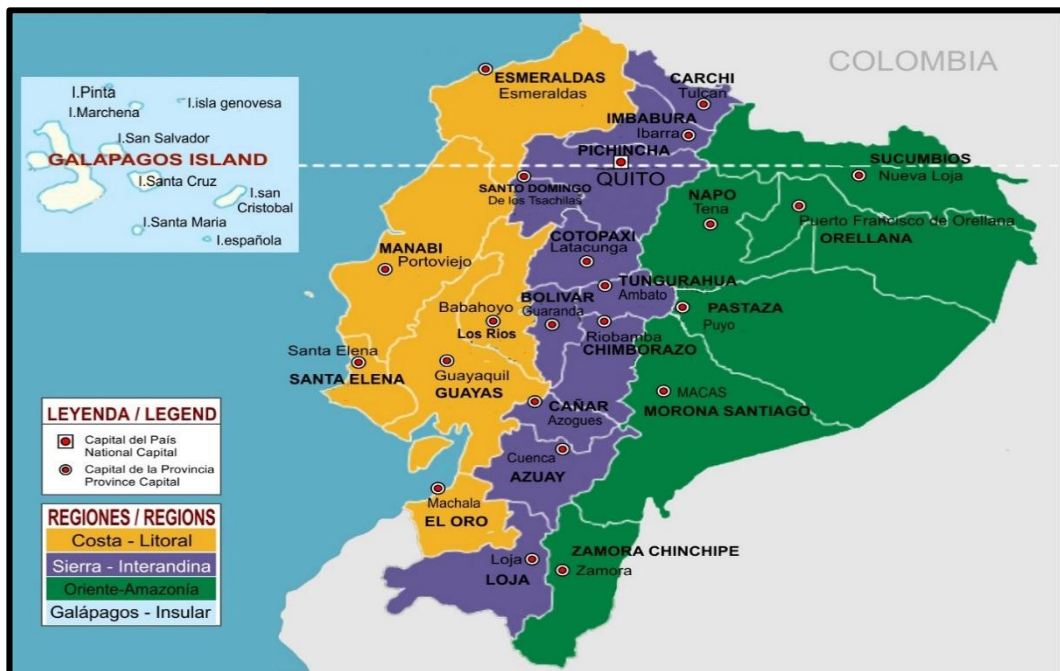 COLOMBIA
I.Pinta
I.Marchena
I.isla genovesa
I.San Salvador
GALAPAGOS ISLAND
I.Santa Cruz
I.san
Cristobal
I.Santa Maria
I.española
ESMERALDAS
Esmeraldas
CARCHI
Tulcan
IMBABURA
Ibarra
PICHINCHA
QUITO
SANTO DOMINGO
De los Tsachilas
SUCUMBIOS
Nueva Loja
NAPO
Tena
Puerto Francisco de Orellana
ORELLANA
MANABI
Portoviejo
COTOPAXI
Latacunga
TUNGURAHUA
Ambato
BOLIVAR
Guaranda
PASTAZA
Puyo
Babahoyo
Los Ríos
Riobamba
CHIMBORAZO
Santa Elena
SANTA ELENA
Guayaquil
GUAYAS
MACAS
MORONA SANTIAGO
CAÑAR
Azogues
Cuenca
AZUAY
Machala
EL ORO
Loja
LOJA
ZAMORA CHINCHIPE
Zamora
LEYENDA / LEGEND
Capital del País
National Capital
Capital de la Provincia
Province Capital
REGIONES / REGIONS
Costa - Litoral
Sierra - Interandina
Oriente-Amazonía
Galápagos - Insular